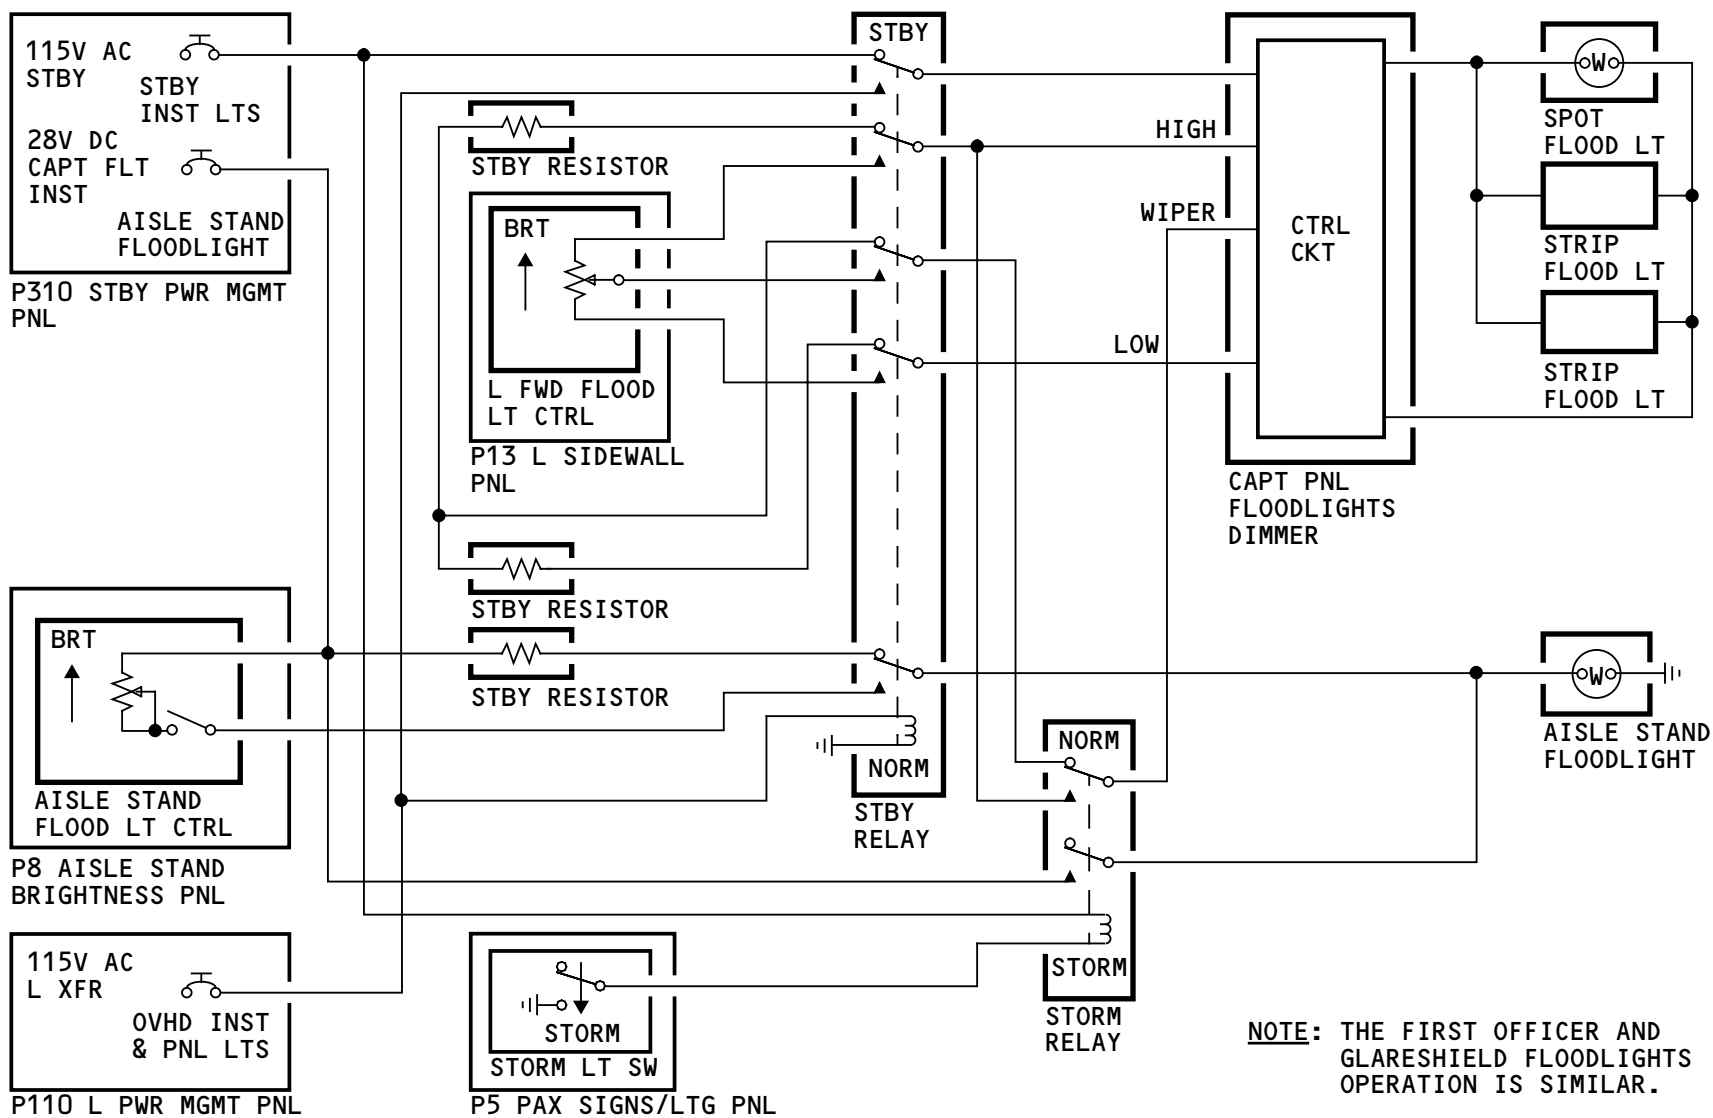 115V AC
STBY
STBY
INST LTS
28V DC
CAPT FLT
INST
AISLE STAND
FLOODLIGHT
P310 STBY PWR MGMT
PNL
STBY RESISTOR
BRT
L FWD FLOOD
LT CTRL
P13 L SIDEWALL
PNL
STBY RESISTOR
STBY RESISTOR
BRT
AISLE STAND
FLOOD LT CTRL
P8 AISLE STAND
BRIGHTNESS PNL
115V AC
L XFR
OVHD INST
& PNL LTS
P110 L PWR MGMT PNL
STORM
STORM LT SW
P5 PAX SIGNS/LTG PNL
STBY
NORM
STBY
RELAY
NORM
STORM
STORM
RELAY
HIGH
WIPER
LOW
CTRL
CKT
CAPT PNL
FLOODLIGHTS
DIMMER
W
SPOT
FLOOD LT
STRIP
FLOOD LT
STRIP
FLOOD LT
W
AISLE STAND
FLOODLIGHT
NOTE: THE FIRST OFFICER AND
GLARESHIELD FLOODLIGHTS
OPERATION IS SIMILAR.